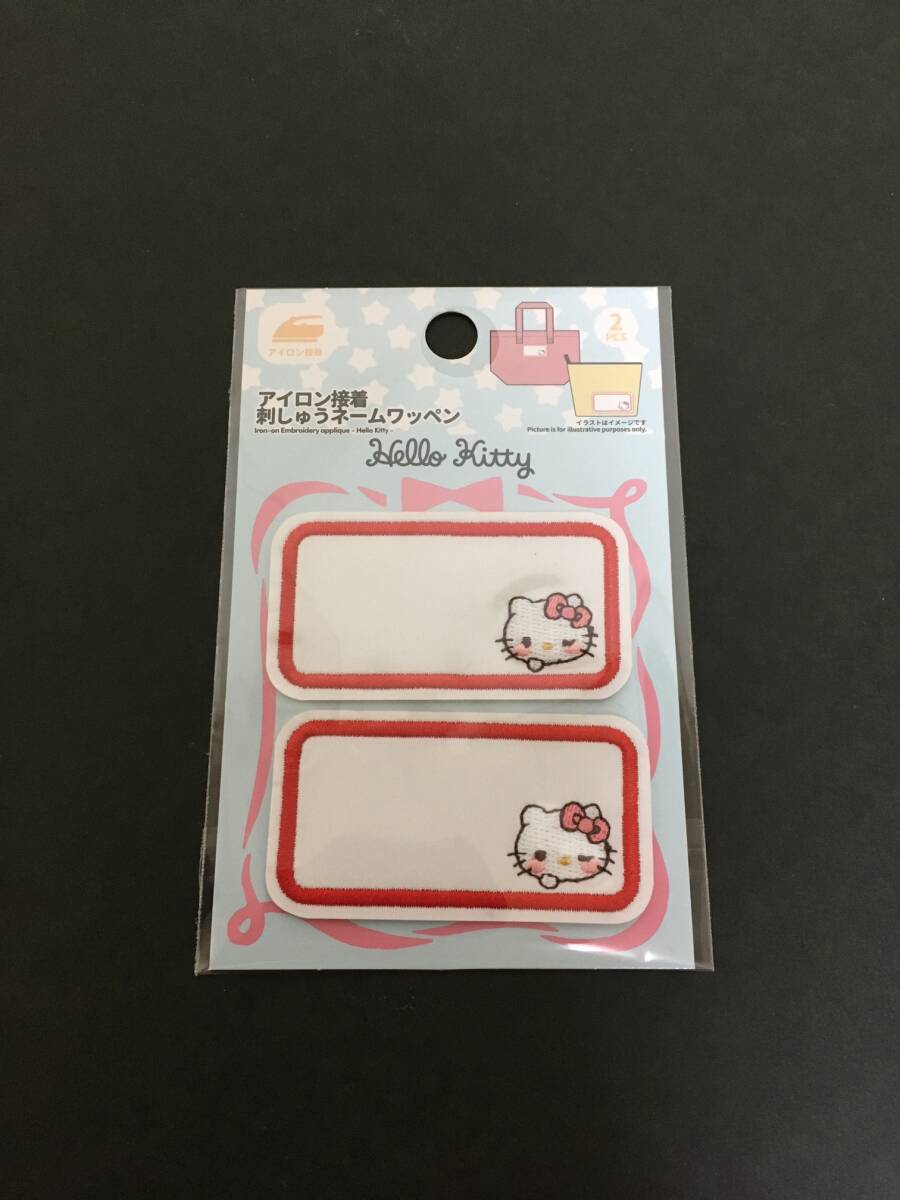 アイロン接着
2
PCS
アイロン接着
刺しゅうネームワッペン
Iron-on Embroidery applique - Hello Kitty -
イラストはイメージです
Picture is for illustrative purposes only.
Hello Kitty